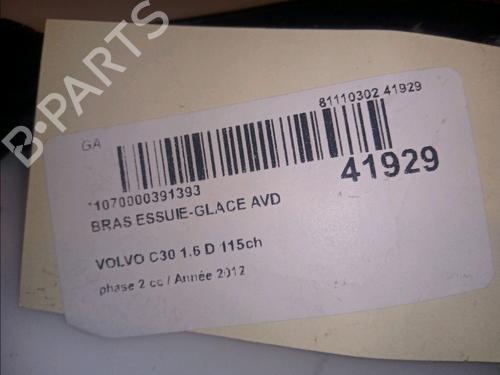 B-PARTS
GA
81110302 41929
*1070000391393
41929
BRAS ESSUIE-GLACE AVD
VOLVO C30 1.6 D 115ch
phase 2 cc / Année 2012